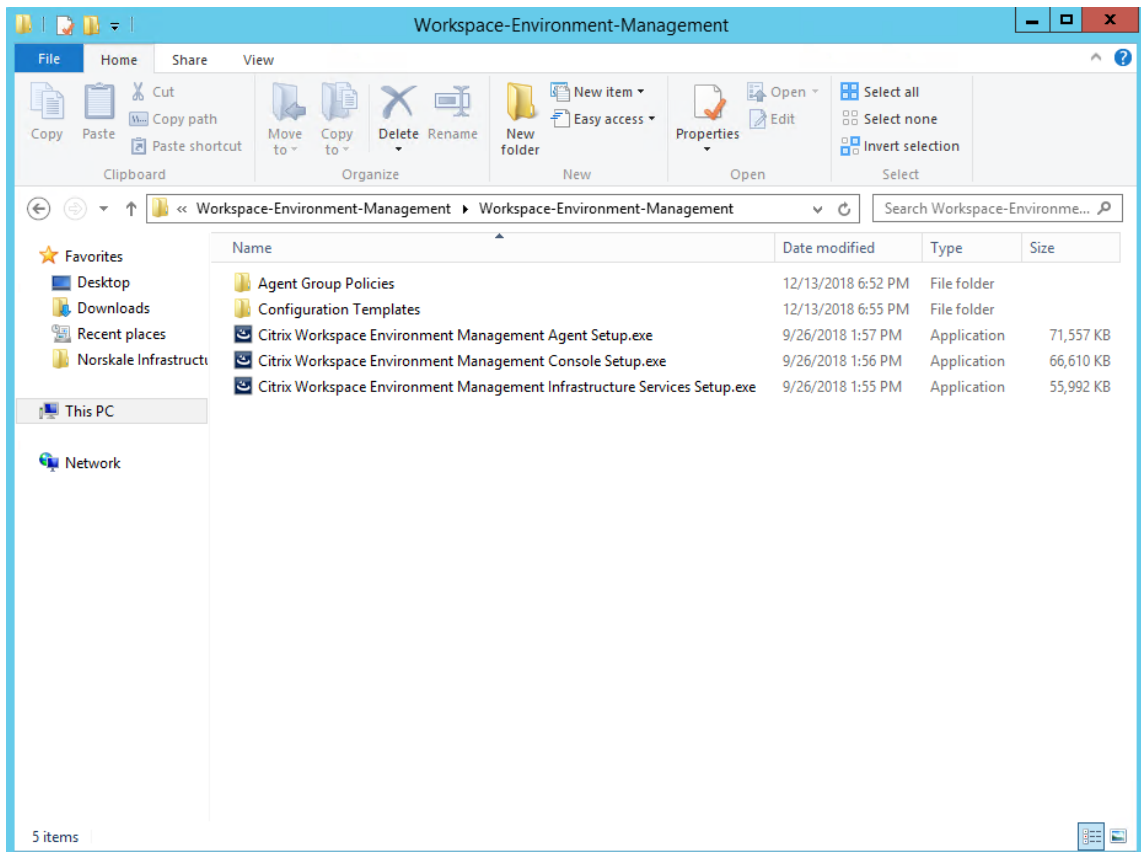 Workspace-Environment-Management
File Home Share View
Copy
Paste
Cut
Copy path
Paste shortcut
Clipboard
Move to
Copy to
Delete
Rename
Organize
New folder
New item
Easy access
New
Properties
Open
Edit
Open
Select all
Select none
Invert selection
Select
« Workspace-Environment-Management Workspace-Environment-Management
Search Workspace-Environme...
Favorites
Desktop
Downloads
Recent places
Norskale Infrastructu
This PC
Network
Name Date modified Type Size
Agent Group Policies 12/13/2018 6:52 PM File folder
Configuration Templates 12/13/2018 6:55 PM File folder
Citrix Workspace Environment Management Agent Setup.exe 9/26/2018 1:57 PM Application 71,557 KB
Citrix Workspace Environment Management Console Setup.exe 9/26/2018 1:56 PM Application 66,610 KB
Citrix Workspace Environment Management Infrastructure Services Setup.exe 9/26/2018 1:55 PM Application 55,992 KB
5 items